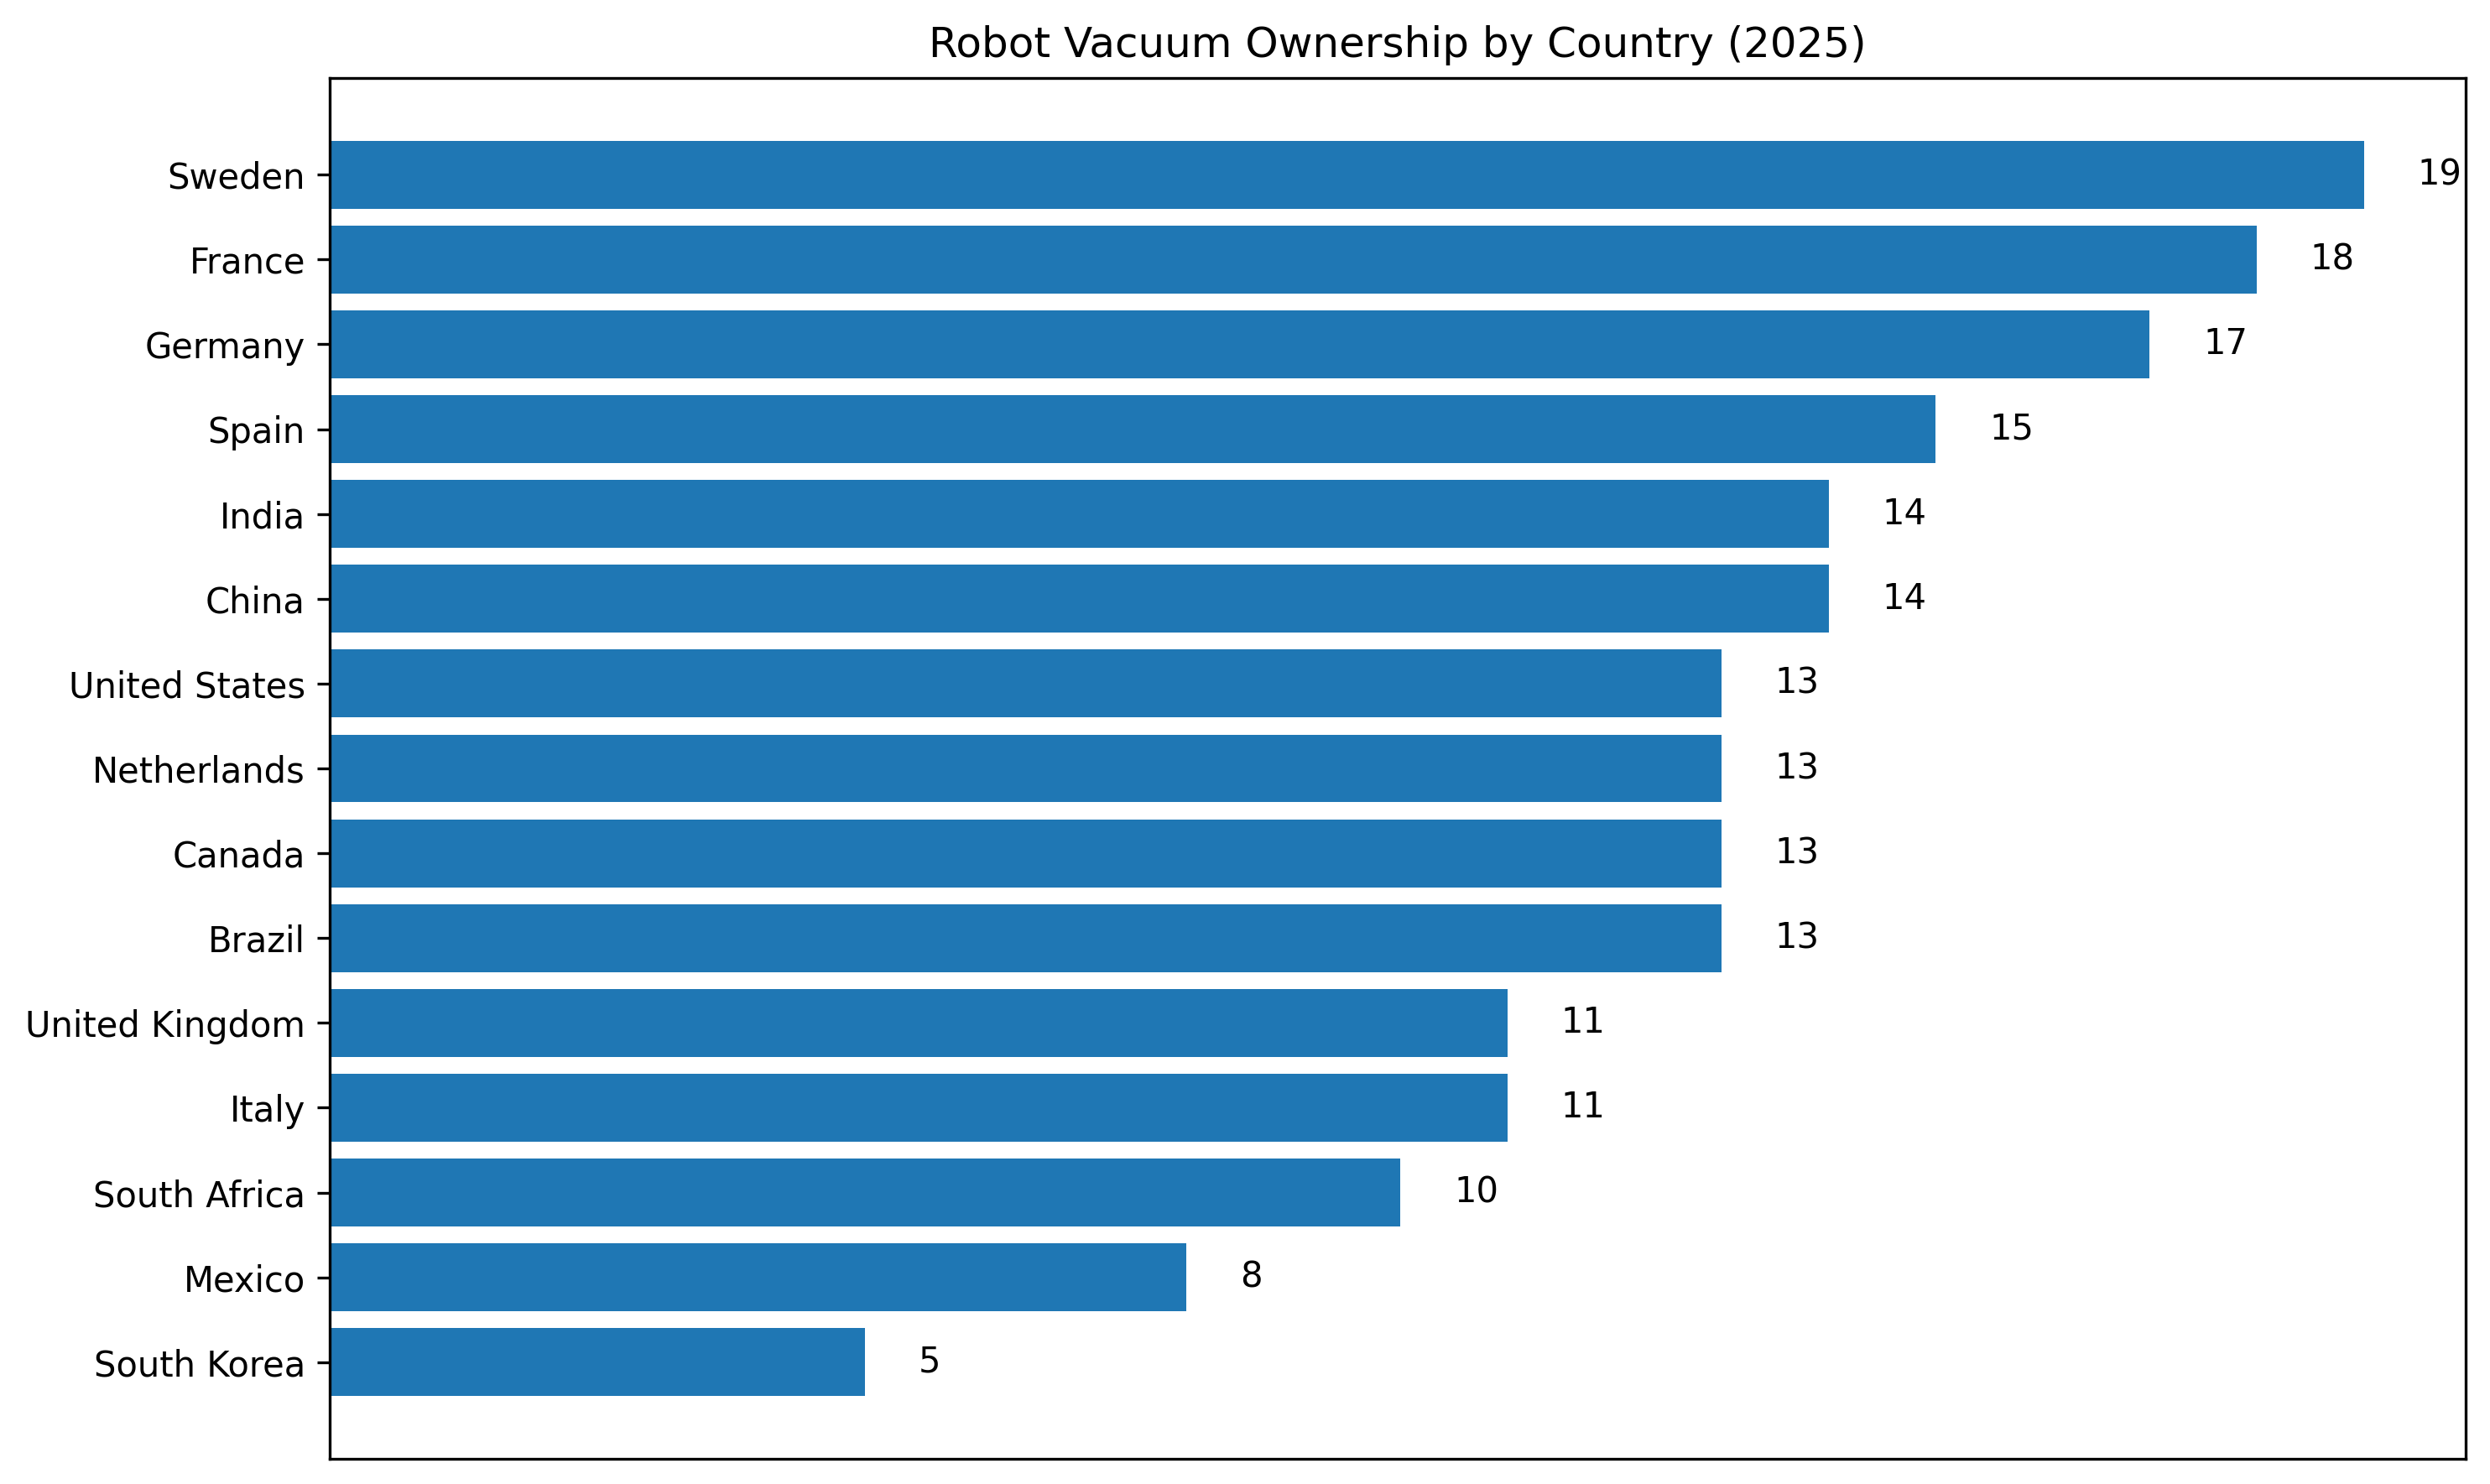 Robot Vacuum Ownership by Country (2025)
Sweden 19
France 18
Germany 17
Spain 15
India 14
China 14
United States 13
Netherlands 13
Canada 13
Brazil 13
United Kingdom 11
Italy 11
South Africa 10
Mexico 8
South Korea 5